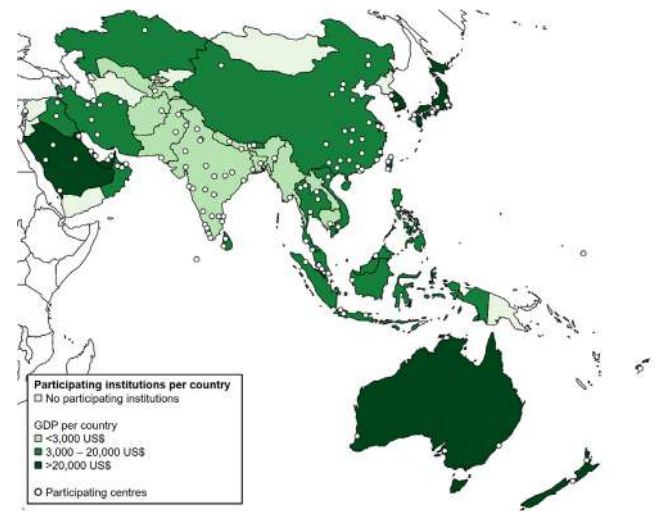 Participating institutions per country
No participating institutions
GDP per country
<3,000 US$
3,000 – 20,000 US$
>20,000 US$
Participating centres